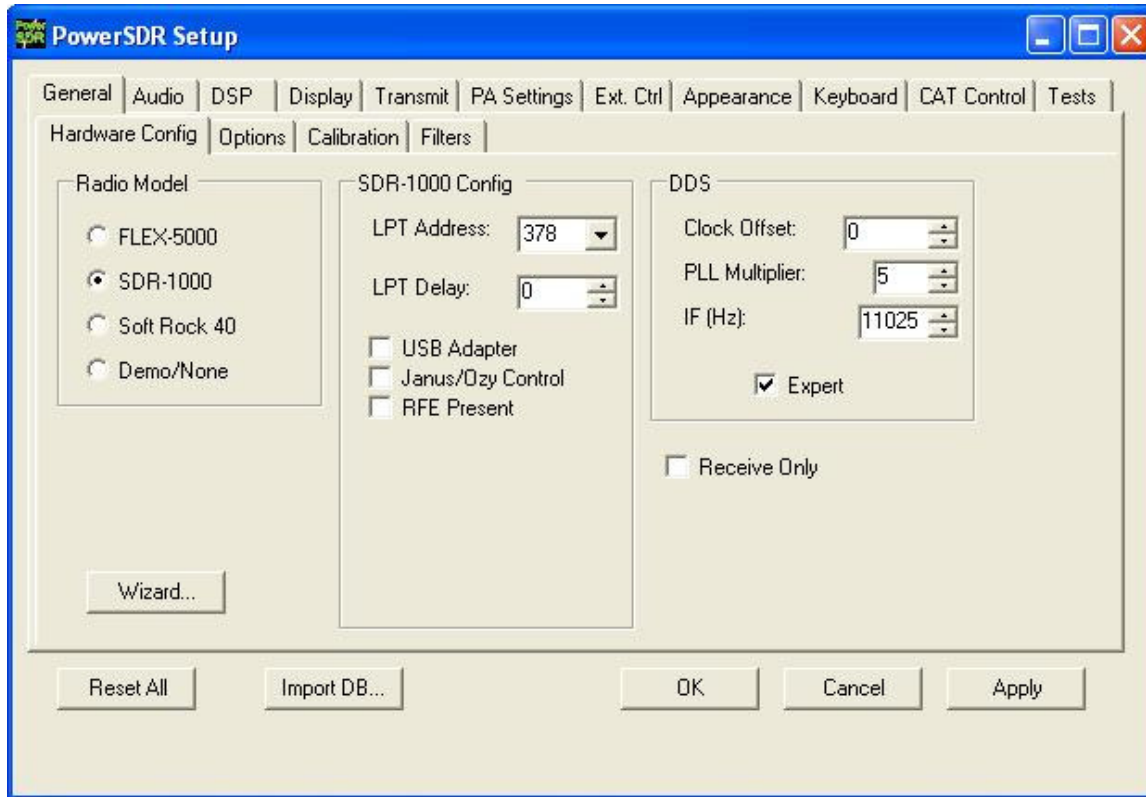 PowerSDR Setup
General Audio DSP Display Transmit PA Settings Ext. Ctrl Appearance Keyboard CAT Control Tests
Hardware Config Options Calibration Filters
Radio Model
FLEX-5000
SDR-1000
Soft Rock 40
Demo/None
Wizard...
SDR-1000 Config
LPT Address: 378
LPT Delay: 0
USB Adapter
Janus/Ozy Control
RFE Present
DDS
Clock Offset: 0
PLL Multiplier: 5
IF (Hz): 11025
Expert
Receive Only
Reset All Import DB... OK Cancel Apply